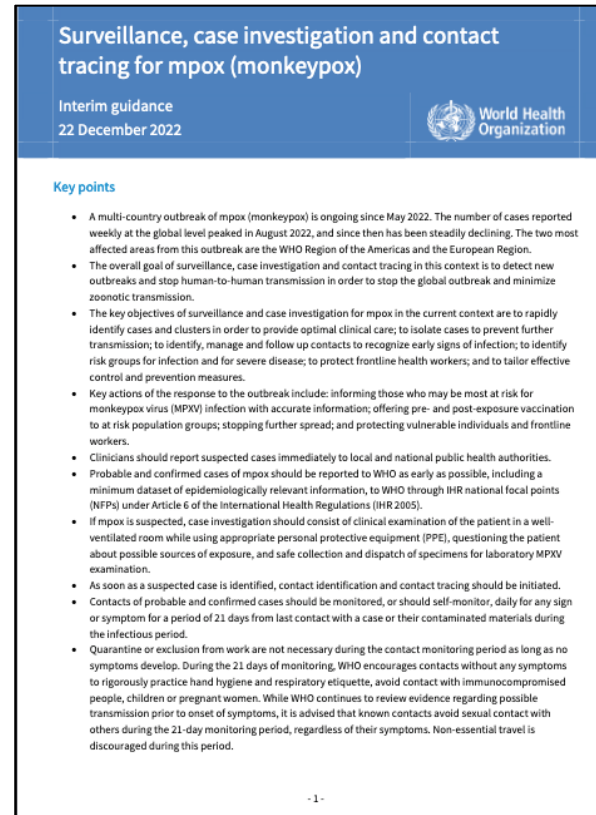 Surveillance, case investigation and contact
tracing for mpox (monkeypox)
Interim guidance
22 December 2022
World Health
Organization
Key points
• A multi-country outbreak of mpox (monkeypox) is ongoing since May 2022. The number of cases reported
weekly at the global level peaked in August 2022, and since then has been steadily declining. The two most
affected areas from this outbreak are the WHO Region of the Americas and the European Region.
• The overall goal of surveillance, case investigation and contact tracing in this context is to detect new
outbreaks and stop human-to-human transmission in order to stop the global outbreak and minimize
zoonotic transmission.
• The key objectives of surveillance and case investigation for mpox in the current context are to rapidly
identify cases and clusters in order to provide optimal clinical care; to isolate cases to prevent further
transmission; to identify, manage and follow up contacts to recognize early signs of infection; to identify
risk groups for infection and for severe disease; to protect frontline health workers; and to tailor effective
control and prevention measures.
• Key actions of the response to the outbreak include: informing those who may be most at risk for
monkeypox virus (MPXV) infection with accurate information; offering pre- and post-exposure vaccination
to at risk population groups; stopping further spread; and protecting vulnerable individuals and frontline
workers.
• Clinicians should report suspected cases immediately to local and national public health authorities.
• Probable and confirmed cases of mpox should be reported to WHO as early as possible, including a
minimum dataset of epidemiologically relevant information, to WHO through IHR national focal points
(NFPs) under Article 6 of the International Health Regulations (IHR 2005).
• If mpox is suspected, case investigation should consist of clinical examination of the patient in a well-
ventilated room while using appropriate personal protective equipment (PPE), questioning the patient
about possible sources of exposure, and safe collection and dispatch of specimens for laboratory MPXV
examination.
• As soon as a suspected case is identified, contact identification and contact tracing should be initiated.
• Contacts of probable and confirmed cases should be monitored, or should self-monitor, daily for any sign
or symptom for a period of 21 days from last contact with a case or their contaminated materials during
the infectious period.
• Quarantine or exclusion from work are not necessary during the contact monitoring period as long as no
symptoms develop. During the 21 days of monitoring, WHO encourages contacts without any symptoms
to rigorously practice hand hygiene and respiratory etiquette, avoid contact with immunocompromised
people, children or pregnant women. While WHO continues to review evidence regarding possible
transmission prior to onset of symptoms, it is advised that known contacts avoid sexual contact with
others during the 21-day monitoring period, regardless of their symptoms. Non-essential travel is
discouraged during this period.
- 1 -